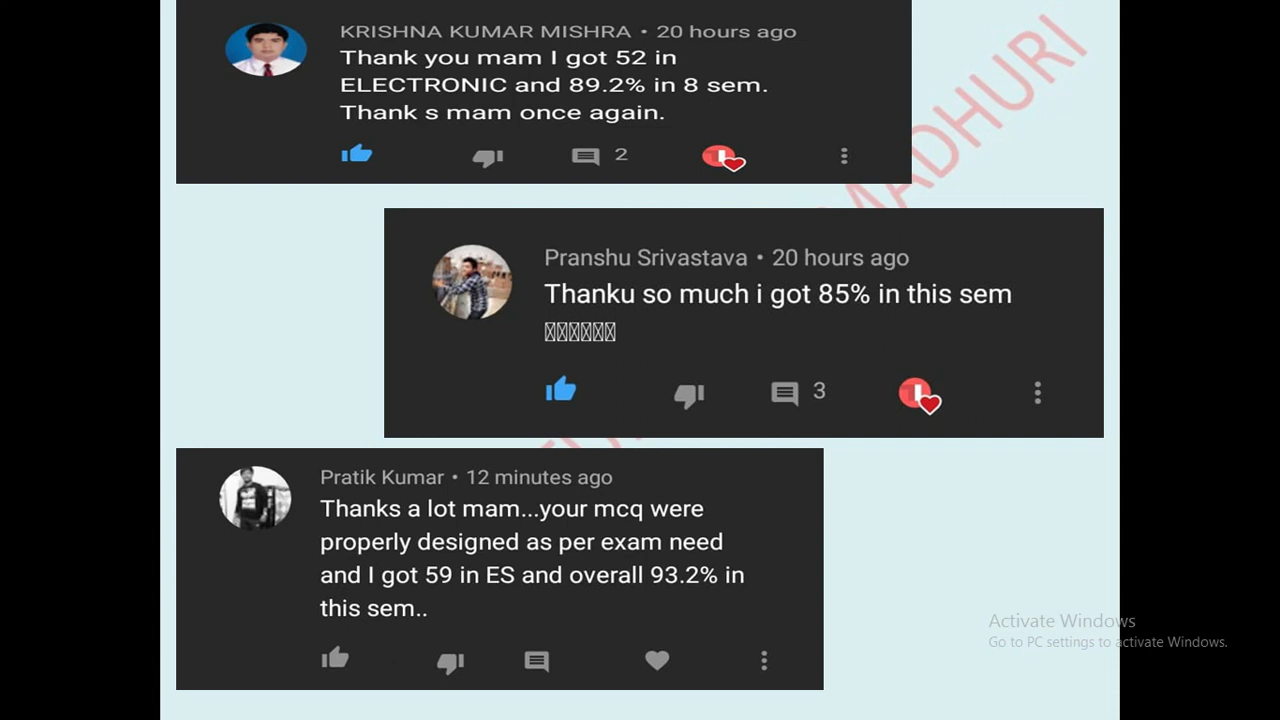 KRISHNA KUMAR MISHRA • 20 hours ago
Thank you mam I got 52 in
ELECTRONIC and 89.2% in 8 sem.
Thank s mam once again.
2
MADHURI
Pranshu Srivastava • 20 hours ago
Thanku so much i got 85% in this sem
3
Pratik Kumar • 12 minutes ago
Thanks a lot mam...your mcq were
properly designed as per exam need
and I got 59 in ES and overall 93.2% in
this sem..
Activate Windows
Go to PC settings to activate Windows.